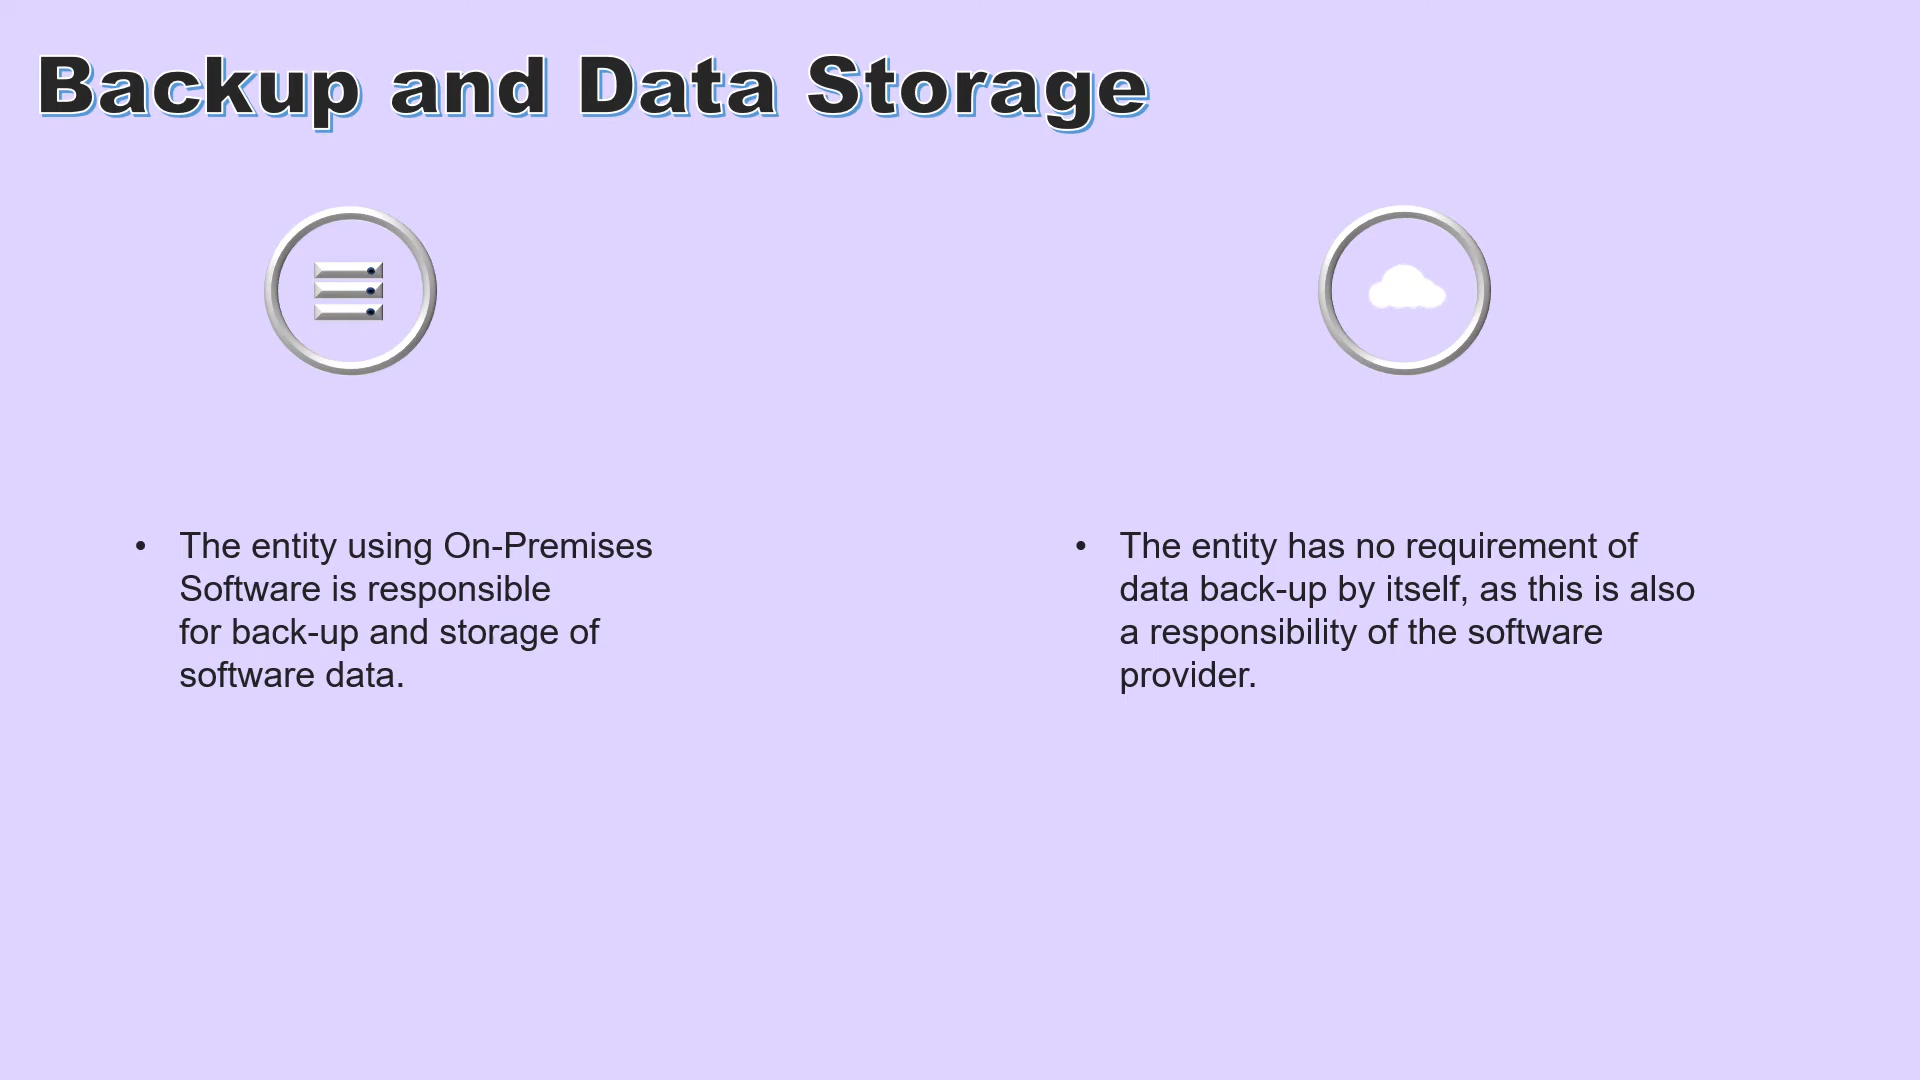 Backup and Data Storage
• The entity using On-Premises
Software is responsible
for back-up and storage of
software data.
• The entity has no requirement of
data back-up by itself, as this is also
a responsibility of the software
provider.